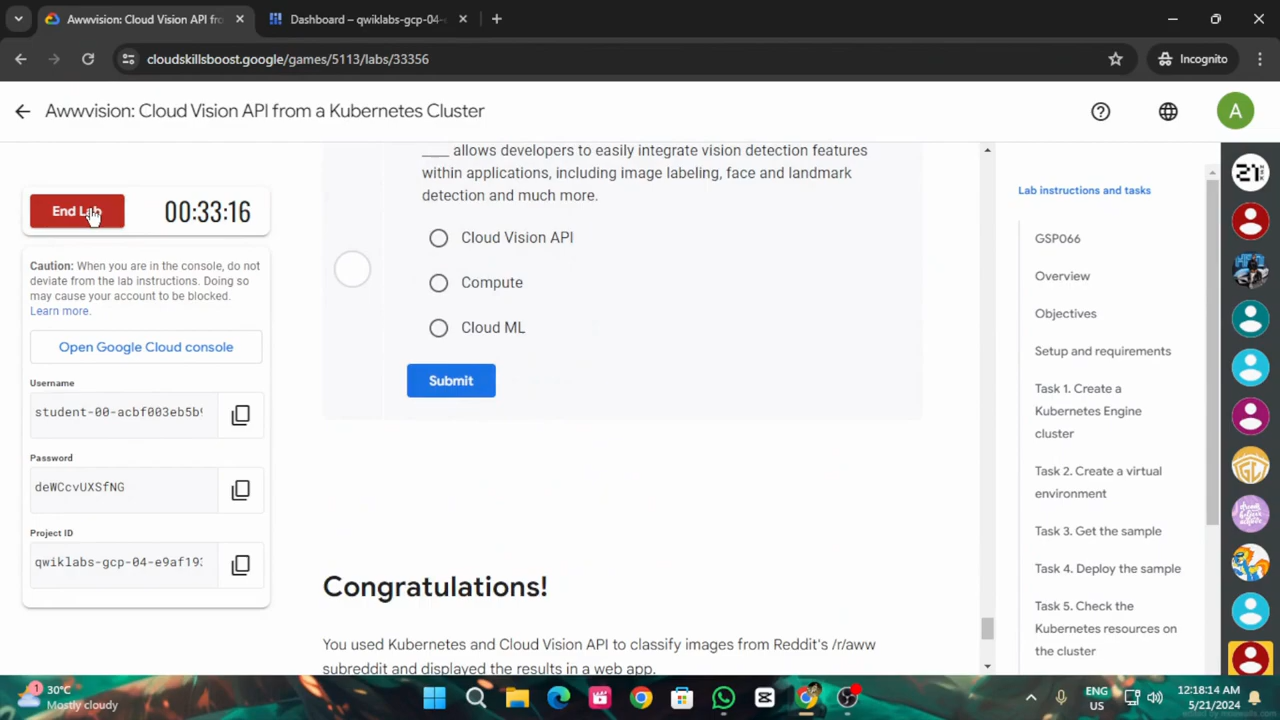 Awwvision: Cloud Vision API fro
Dashboard – qwiklabs-gcp-04-
cloudskillsboost.google/games/5113/labs/33356
Incognito
Awwvision: Cloud Vision API from a Kubernetes Cluster
A
End Lab
00:33:16
Caution: When you are in the console, do not
deviate from the lab instructions. Doing so
may cause your account to be blocked.
Learn more.
Open Google Cloud console
Username
student-00-acbf003eb5b9
Password
deWCcvUXSfNG
Project ID
qwiklabs-gcp-04-e9af193
____ allows developers to easily integrate vision detection features
within applications, including image labeling, face and landmark
detection and much more.
Cloud Vision API
Compute
Cloud ML
Submit
Congratulations!
You used Kubernetes and Cloud Vision API to classify images from Reddit's /r/aww
subreddit and displayed the results in a web app.
Lab instructions and tasks
GSP066
Overview
Objectives
Setup and requirements
Task 1. Create a
Kubernetes Engine
cluster
Task 2. Create a virtual
environment
Task 3. Get the sample
Task 4. Deploy the sample
Task 5. Check the
Kubernetes resources on
the cluster
1
30°C
Mostly cloudy
ENG
US
12:18:14 AM
5/21/2024